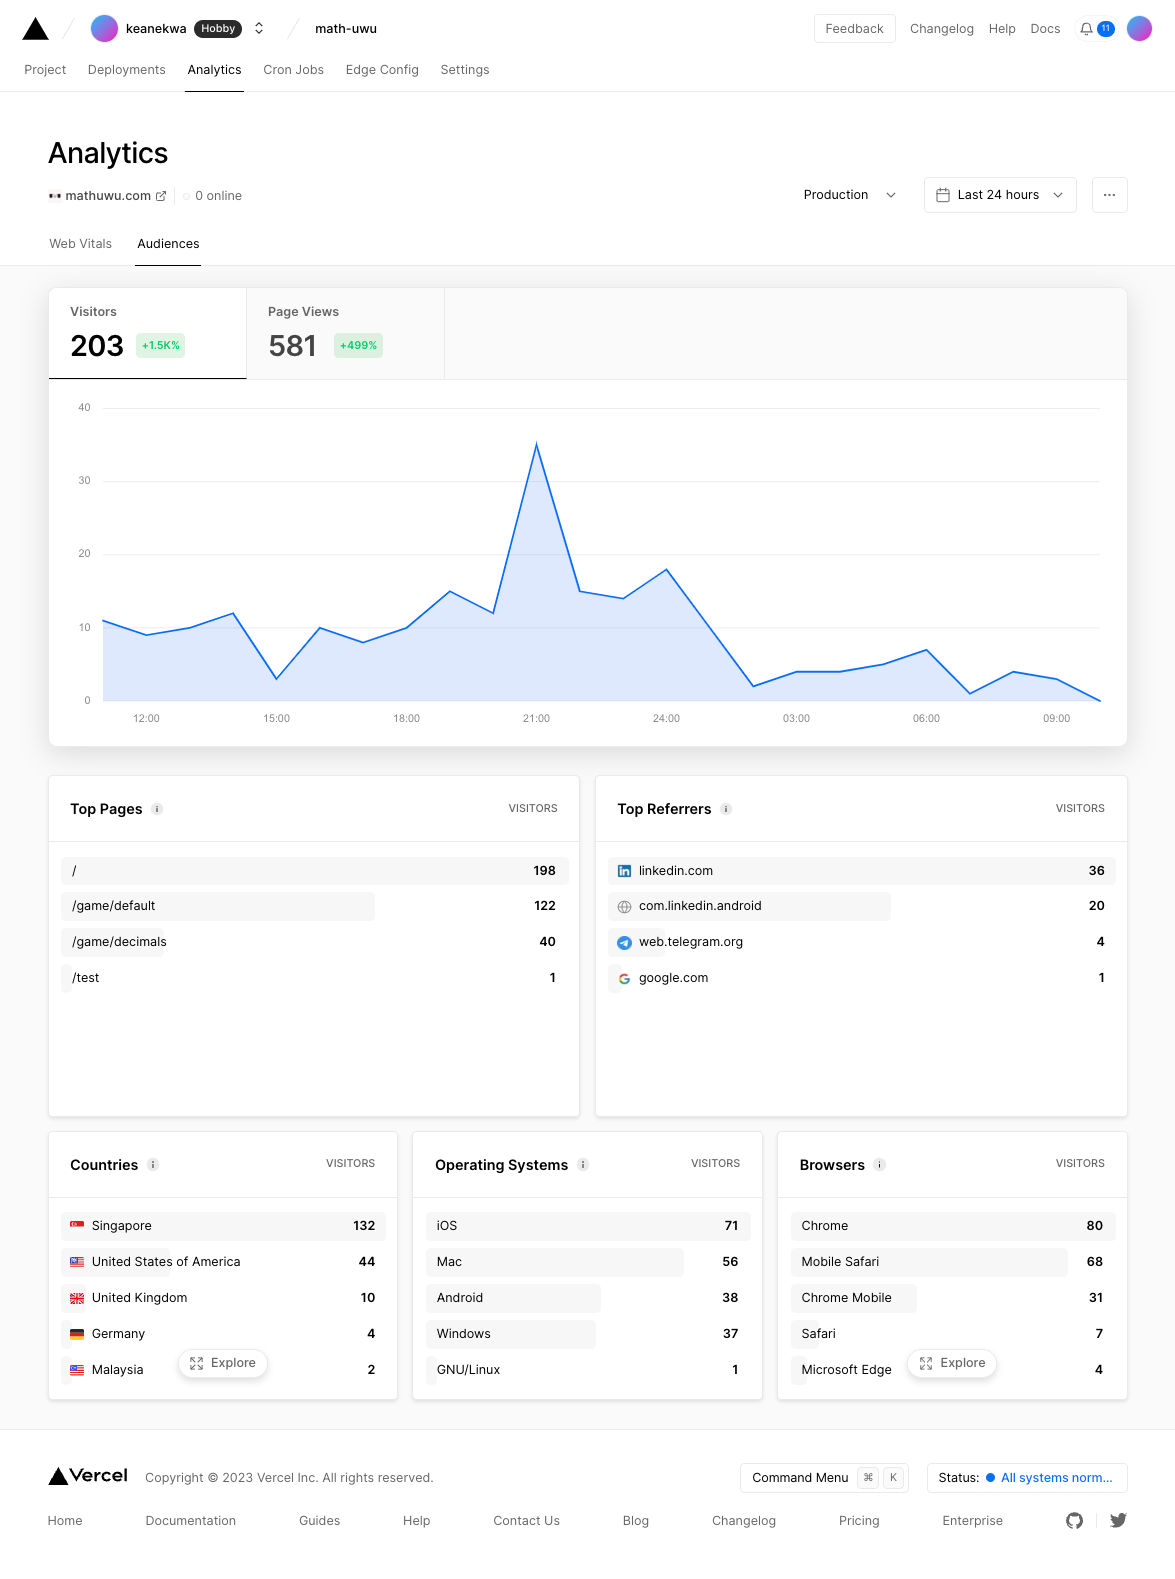 keanekwa Hobby math-uwu Feedback Changelog Help Docs 11
Project Deployments Analytics Cron Jobs Edge Config Settings
Analytics
mathuwu.com 0 online Production Last 24 hours
Web Vitals Audiences
Visitors Page Views
203 +1.5K% 581 +499%
40
30
20
10
0
12:00 15:00 18:00 21:00 24:00 03:00 06:00 09:00
Top Pages VISITORS
/ 198
/game/default 122
/game/decimals 40
/test 1
Top Referrers VISITORS
linkedin.com 36
com.linkedin.android 20
web.telegram.org 4
google.com 1
Countries VISITORS
Singapore 132
United States of America 44
United Kingdom 10
Germany 4
Malaysia 2
Explore
Operating Systems VISITORS
iOS 71
Mac 56
Android 38
Windows 37
GNU/Linux 1
Browsers VISITORS
Chrome 80
Mobile Safari 68
Chrome Mobile 31
Safari 7
Microsoft Edge 4
Explore
Vercel Copyright © 2023 Vercel Inc. All rights reserved. Command Menu ⌘ K Status: All systems norm...
Home Documentation Guides Help Contact Us Blog Changelog Pricing Enterprise